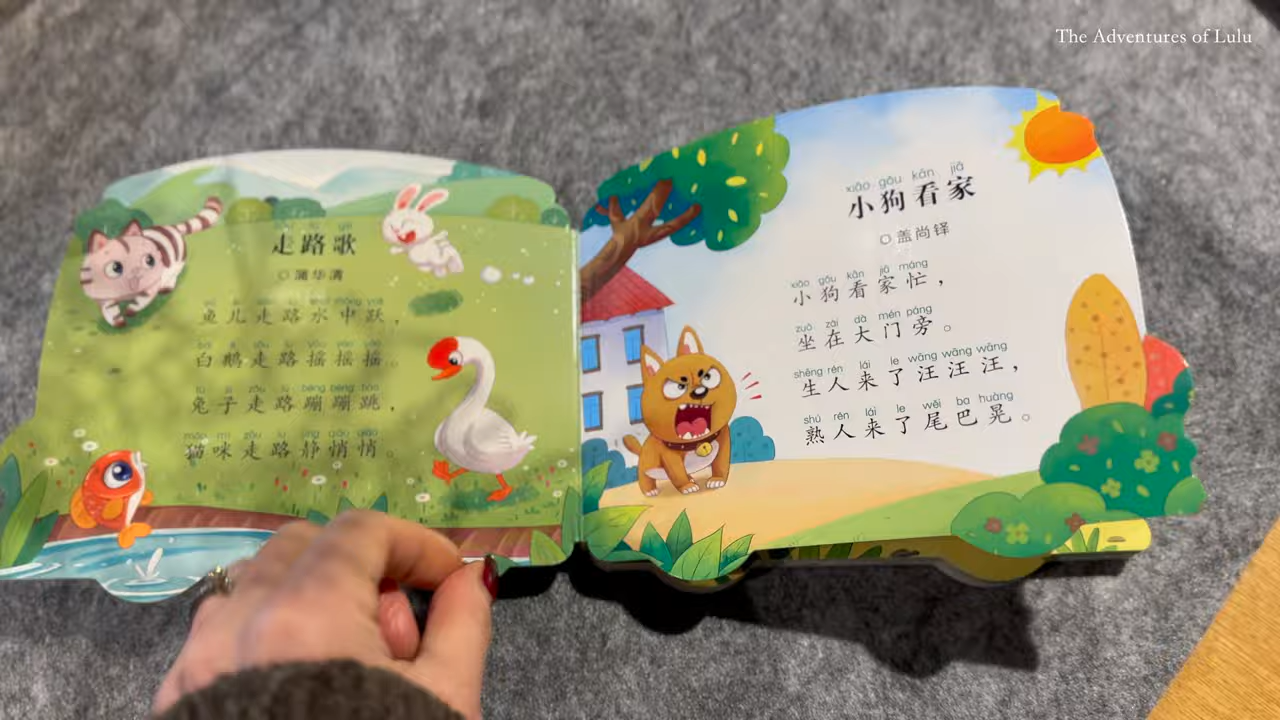 The Adventures of Lulu
走路歌
鱼儿走路水中跃，
白鹅走路摇摇摇。
兔子走路蹦蹦跳，
猫咪走路静悄悄。
xiǎo gǒu kān jiā
小狗看家
盖尚铎
xiǎo gǒu kān jiā máng
小狗看家忙，
zuò zài dà mén páng
坐在大门旁。
shēng rén lái le wāng wāng wāng
生人来了汪汪汪，
shú rén lái le wěi ba huàng
熟人来了尾巴晃。